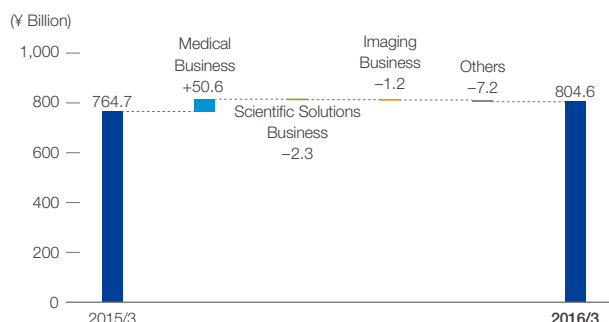 (¥ Billion)
1,000
800
600
400
200
0
764.7
Medical
Business
+50.6
Scientific Solutions
Business
−2.3
Imaging
Business
−1.2
Others
−7.2
804.6
2015/3
2016/3